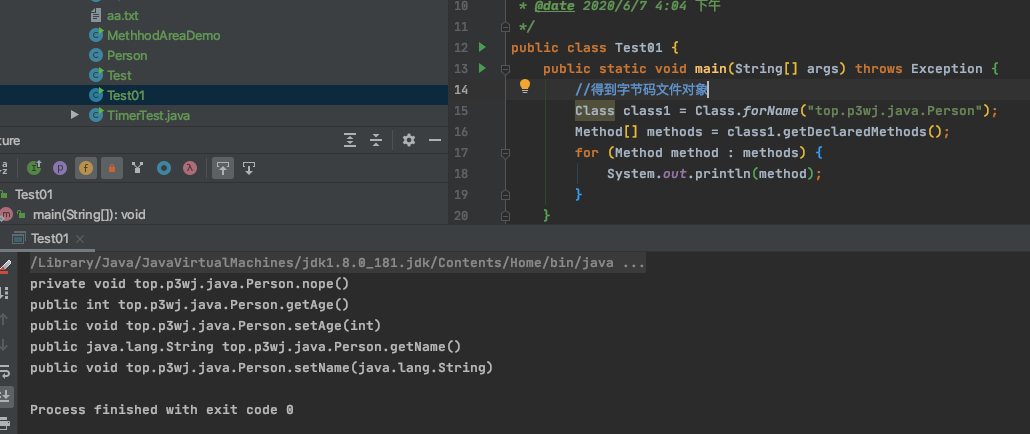 aa.txt
MethhodAreaDemo
Person
Test
Test01
TimerTest.java
ture
Test01
main(String[]): void
10 * @date 2020/6/7 4:04 下午
11 */
12 public class Test01 {
13 public static void main(String[] args) throws Exception {
14 //得到字节码文件对象
15 Class class1 = Class.forName("top.p3wj.java.Person");
16 Method[] methods = class1.getDeclaredMethods();
17 for (Method method : methods) {
18 System.out.println(method);
19 }
20 }
Test01
/Library/Java/JavaVirtualMachines/jdk1.8.0_181.jdk/Contents/Home/bin/java ...
private void top.p3wj.java.Person.nope()
public int top.p3wj.java.Person.getAge()
public void top.p3wj.java.Person.setAge(int)
public java.lang.String top.p3wj.java.Person.getName()
public void top.p3wj.java.Person.setName(java.lang.String)
Process finished with exit code 0